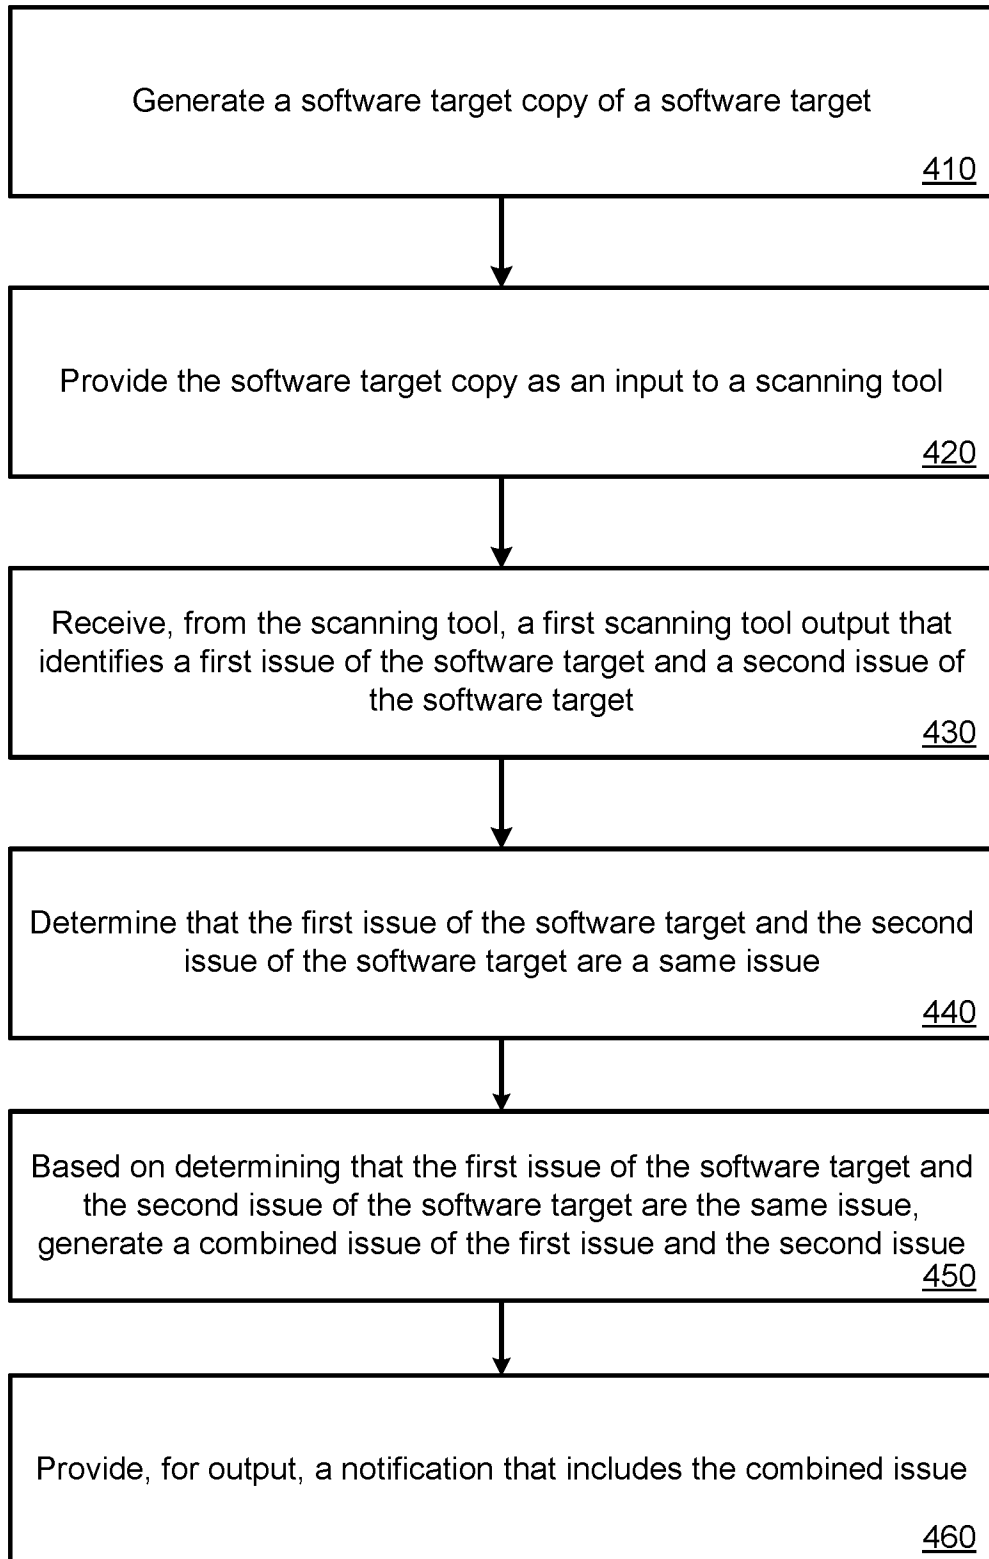 Generate a software target copy of a software target
410
Provide the software target copy as an input to a scanning tool
420
Receive, from the scanning tool, a first scanning tool output that
identifies a first issue of the software target and a second issue of
the software target
430
Determine that the first issue of the software target and the second
issue of the software target are a same issue
440
Based on determining that the first issue of the software target and
the second issue of the software target are the same issue,
generate a combined issue of the first issue and the second issue
450
Provide, for output, a notification that includes the combined issue
460